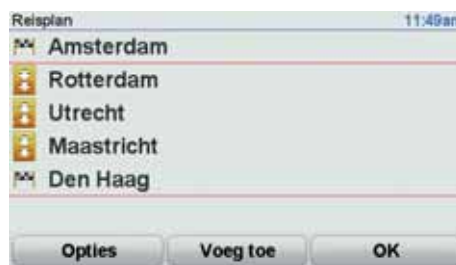 Reisplan 11:49am
Amsterdam
Rotterdam
Utrecht
Maastricht
Den Haag
Opties Voeg toe OK